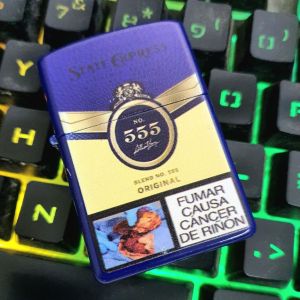 STATE EXPRESS
NO.
555
BLEND NO. 555
ORIGINAL
FUMAR
CAUSA
CÁNCER
DE RIÑÓN